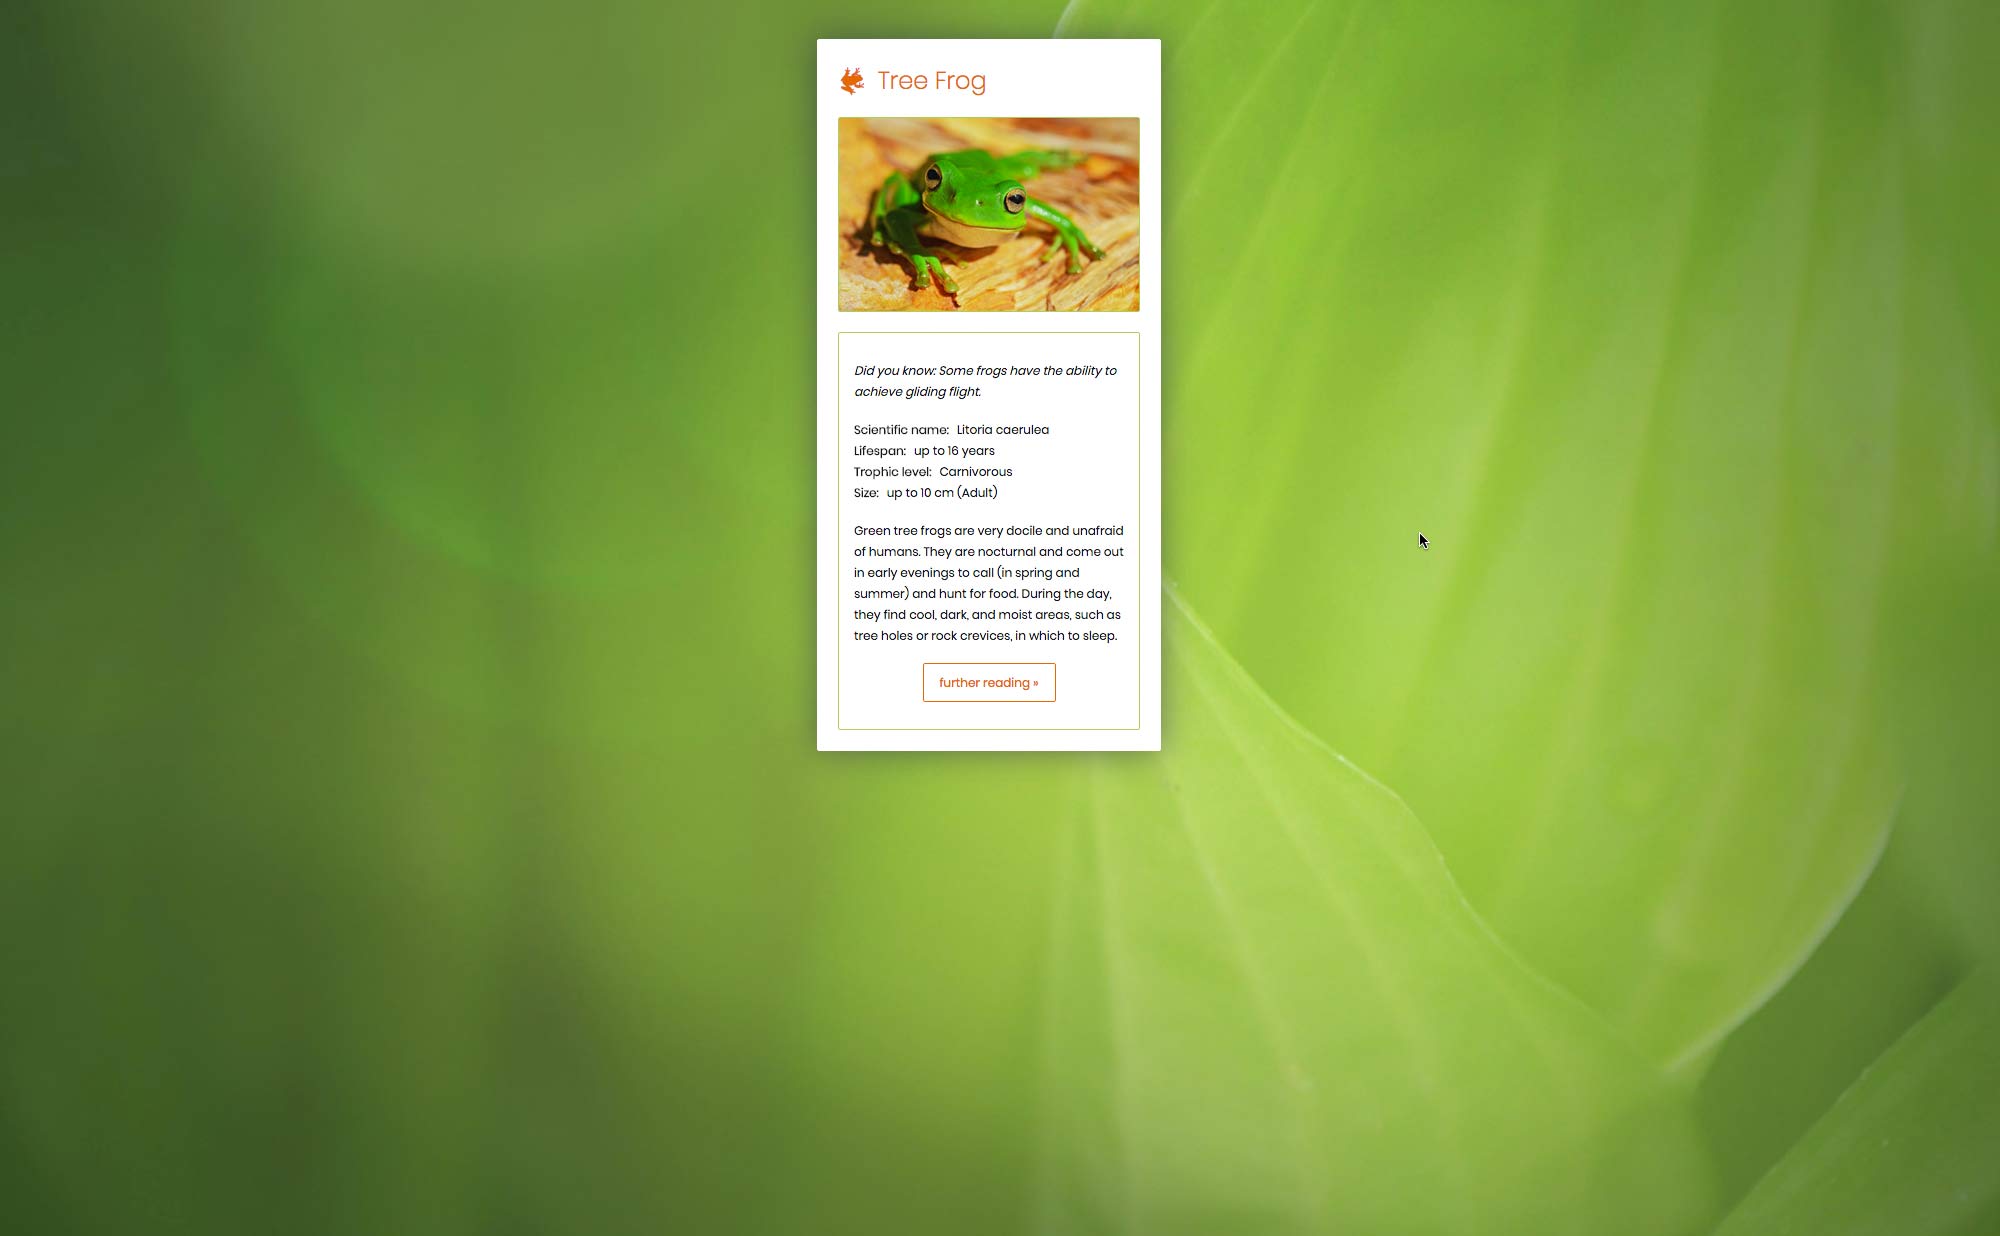 Tree Frog
Did you know: Some frogs have the ability to
achieve gliding flight.
Scientific name: Litoria caerulea
Lifespan: up to 16 years
Trophic level: Carnivorous
Size: up to 10 cm (Adult)
Green tree frogs are very docile and unafraid
of humans. They are nocturnal and come out
in early evenings to call (in spring and
summer) and hunt for food. During the day,
they find cool, dark, and moist areas, such as
tree holes or rock crevices, in which to sleep.
further reading »